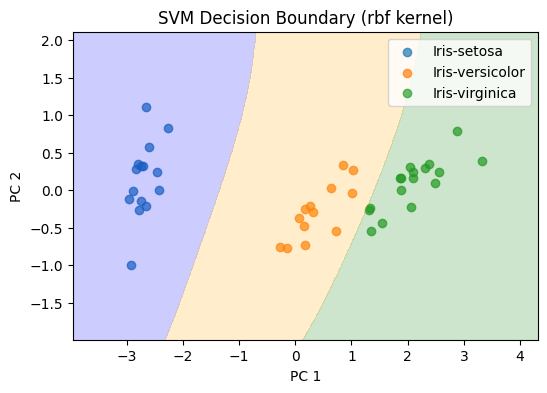 SVM Decision Boundary (rbf kernel)
Iris-setosa
Iris-versicolor
Iris-virginica
2.0
1.5
1.0
0.5
0.0
−0.5
−1.0
−1.5
PC 2
−3
−2
−1
0
1
2
3
4
PC 1